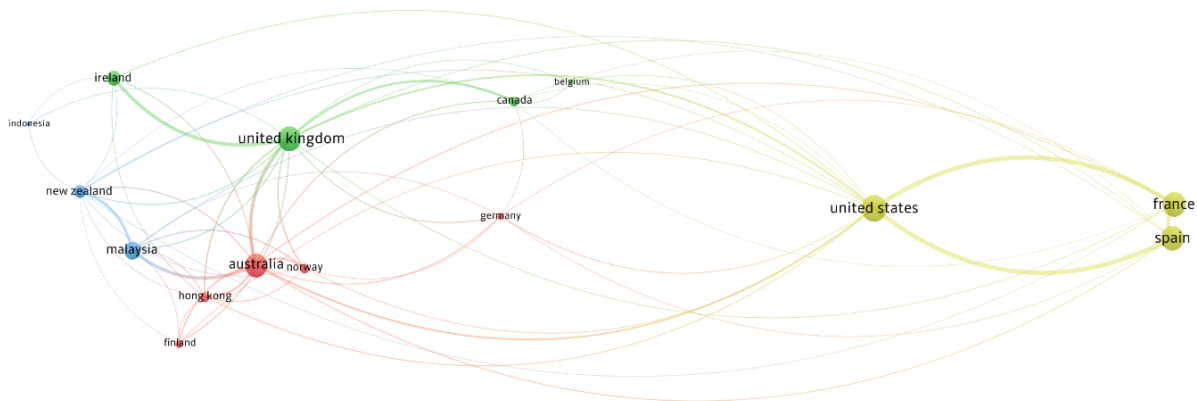 ireland
belgium
canada
indonesia
united kingdom
new zealand
france
united states
germany
spain
malaysia
australia
norway
hong kong
finland